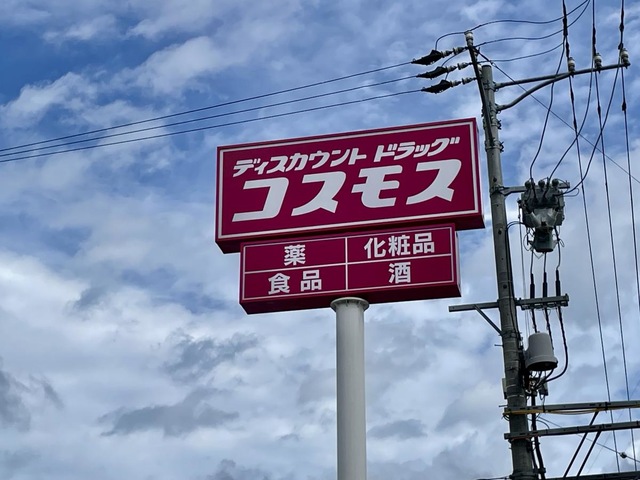 ディスカウント ドラッグ
コスモス
薬 化粧品
食品 酒